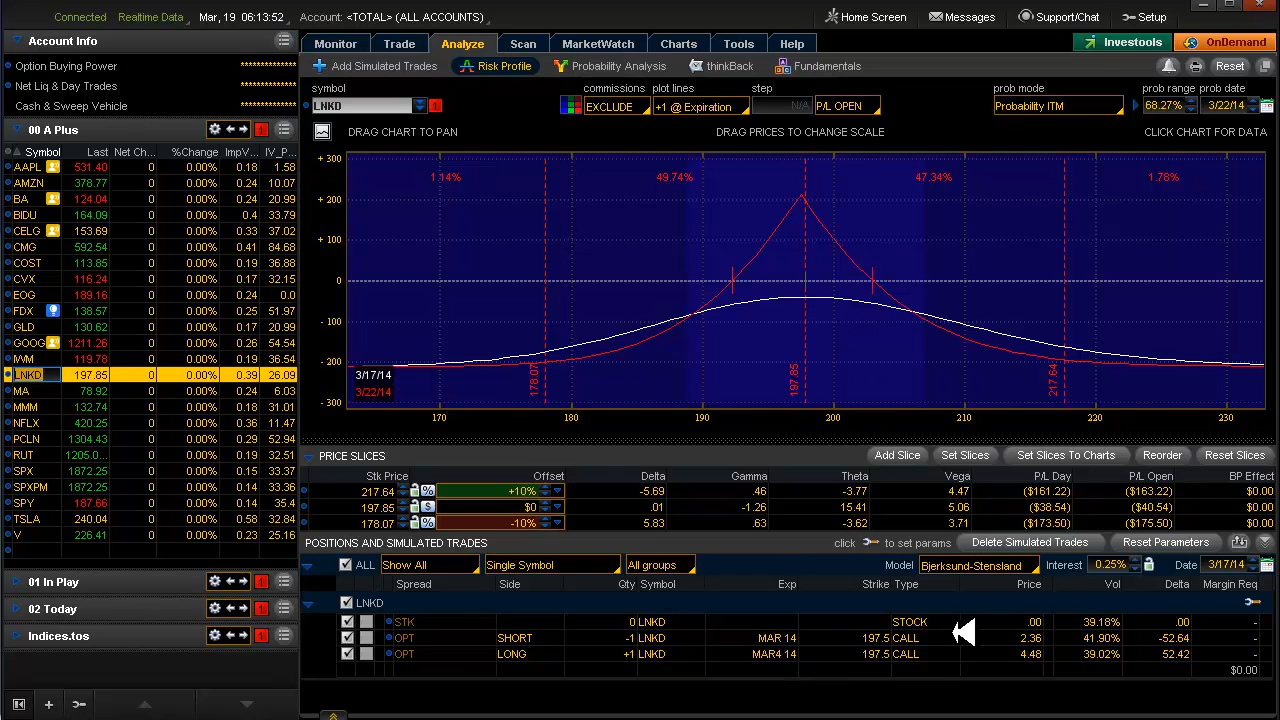 Connected Realtime Data Mar, 19 06:13:52 Account: <TOTAL> (ALL ACCOUNTS) Home Screen Messages Support/Chat Setup
Account Info
Option Buying Power **************
Net Liq & Day Trades **************
Cash & Sweep Vehicle **************
00 A Plus 1
Symbol Last Net Ch... %Change ImpV... IV_P...
AAPL 531.40 0 0.00% 0.18 1.58
AMZN 378.77 0 0.00% 0.24 10.07
BA 124.04 0 0.00% 0.24 20.99
BIDU 164.09 0 0.00% 0.4 33.79
CELG 153.69 0 0.00% 0.33 37.02
CMG 592.54 0 0.00% 0.41 84.68
COST 113.85 0 0.00% 0.19 36.88
CVX 116.24 0 0.00% 0.17 32.15
EOG 189.16 0 0.00% 0.24 0.0
FDX 138.57 0 0.00% 0.25 51.97
GLD 130.62 0 0.00% 0.17 20.99
GOOG 1211.26 0 0.00% 0.26 54.54
IWM 119.78 0 0.00% 0.19 36.54
LNKD 197.85 0 0.00% 0.39 26.09
MA 78.92 0 0.00% 0.24 6.03
MMM 132.74 0 0.00% 0.18 31.01
NFLX 420.25 0 0.00% 0.36 11.47
PCLN 1304.43 0 0.00% 0.29 52.94
RUT 1205.0... 0 0.00% 0.19 32.51
SPX 1872.25 0 0.00% 0.15 33.37
SPXPM 1872.25 0 0.00% 0.14 33.36
SPY 187.66 0 0.00% 0.14 35.4
TSLA 240.04 0 0.00% 0.58 32.84
V 226.41 0 0.00% 0.23 25.16
01 In Play 1
02 Today 1
Indices.tos 1
Monitor Trade Analyze Scan MarketWatch Charts Tools Help Investools OnDemand
Add Simulated Trades Risk Profile Probability Analysis thinkBack Fundamentals Reset
symbol commissions plot lines step prob mode prob range prob date
LNKD 1 EXCLUDE +1 @ Expiration N/A P/L OPEN Probability ITM 68.27% 3/22/14
DRAG CHART TO PAN DRAG PRICES TO CHANGE SCALE CLICK CHART FOR DATA
+ 300
1.14% 49.74% 47.34% 1.78%
+ 200
+ 100
0
- 100
- 200
- 300
178.07 197.85 217.64
3/17/14
3/22/14
170 180 190 200 210 220 230
PRICE SLICES Add Slice Set Slices Set Slices To Charts Reorder Reset Slices
Stk Price Offset Delta Gamma Theta Vega P/L Day P/L Open BP Effect
217.64 % +10% -5.69 .46 -3.77 4.47 ($161.22) ($163.22) $0.00
197.85 $ $0 .01 -1.26 15.41 5.06 ($38.54) ($40.54) $0.00
178.07 % -10% 5.83 .63 -3.62 3.71 ($173.50) ($175.50) $0.00
POSITIONS AND SIMULATED TRADES click to set params Delete Simulated Trades Reset Parameters
ALL Show All Single Symbol All groups Model Bjerksund-Stensland Interest 0.25% Date 3/17/14
Spread Side Qty Symbol Exp Strike Type Price Vol Delta Margin Req
LNKD
STK 0 LNKD STOCK .00 39.18% .00 -
OPT SHORT -1 LNKD MAR 14 197.5 CALL 2.36 41.90% -52.64 -
OPT LONG +1 LNKD MAR4 14 197.5 CALL 4.48 39.02% 52.42 -
$0.00